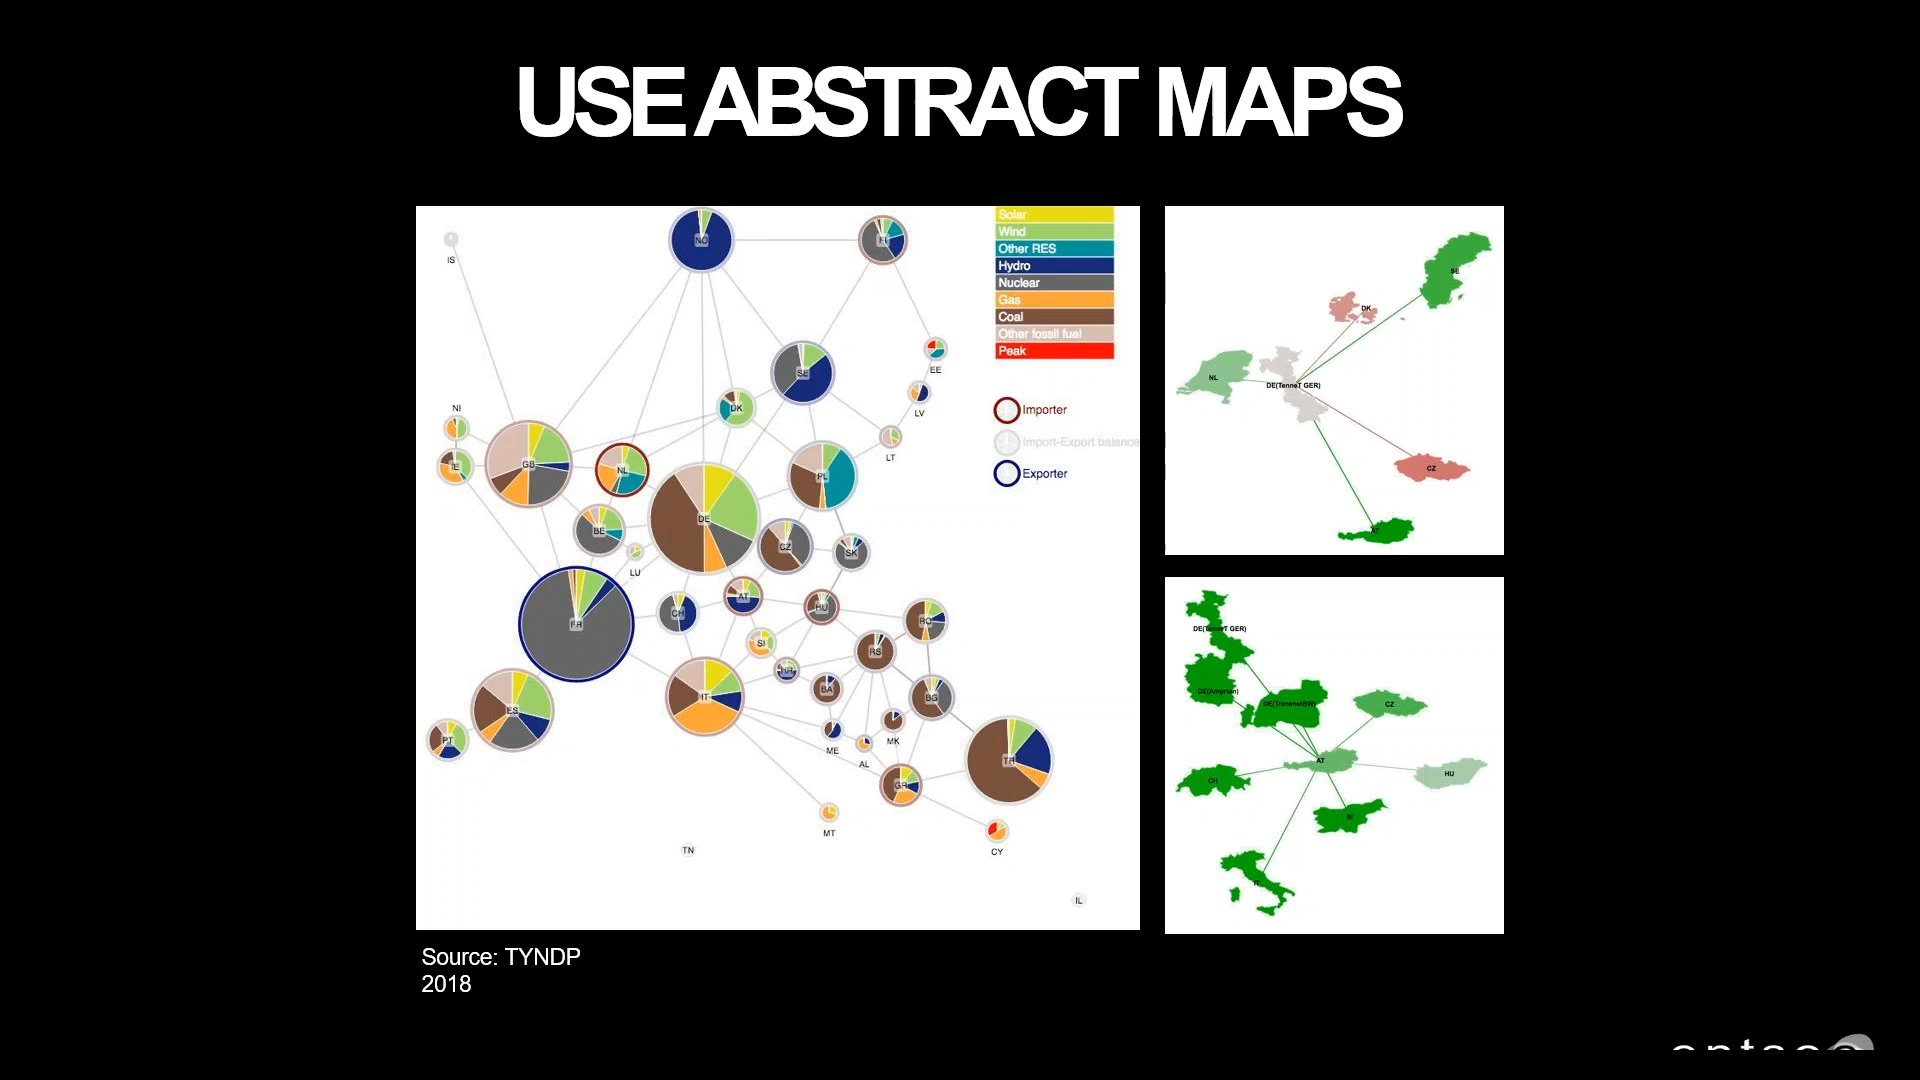 USE ABSTRACT MAPS
IS
NO
FI
Solar
Wind
Other RES
Hydro
Nuclear
Gas
Coal
Other fossil fuel
Peak
Importer
Import-Export balance
Exporter
SE
EE
LV
DK
LT
NI
IE
GB
NL
DE
PL
BE
LU
CZ
SK
FR
CH
AT
HU
RO
SI
RS
HR
BA
BG
IT
ES
PT
ME
AL
MK
GR
TR
MT
CY
TN
IL
SE
DK
NL
DE(TenneT GER)
CZ
AT
DE(TenneT GER)
DE(Amprion)
DE(TransnetBW)
CZ
AT
CH
HU
SI
IT
Source: TYNDP
2018